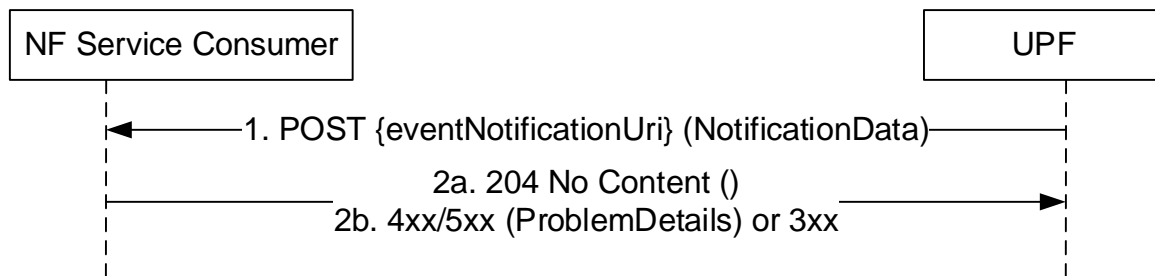 NF Service Consumer
UPF
1. POST {eventNotificationUri} (NotificationData)
2a. 204 No Content ()
2b. 4xx/5xx (ProblemDetails) or 3xx